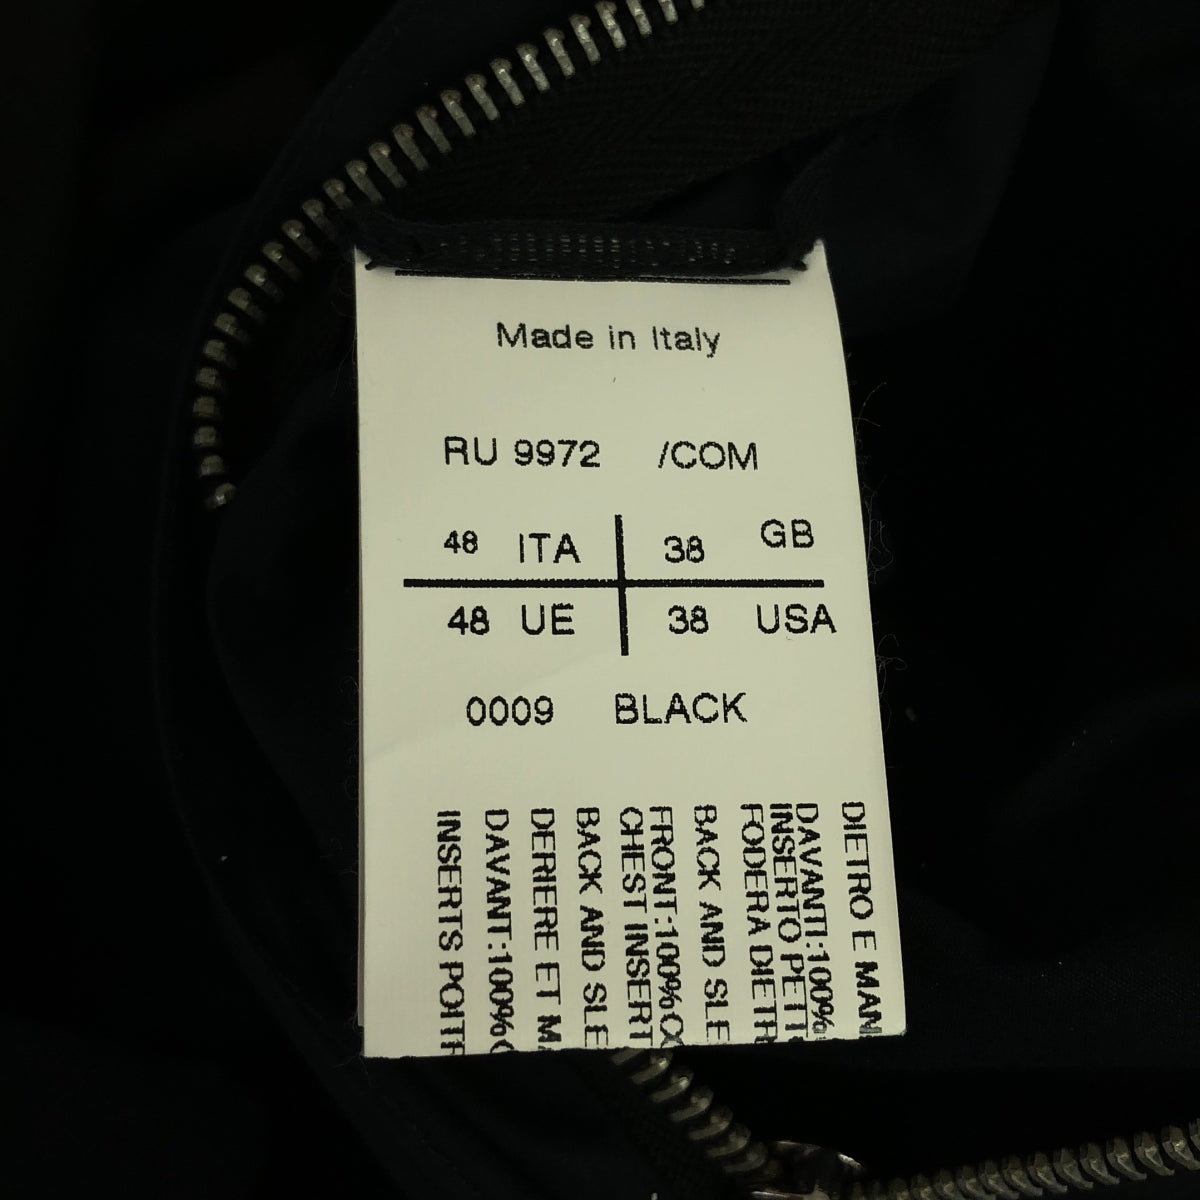 Made in Italy
RU 9972 /COM
48 ITA 38 GB
48 UE 38 USA
0009 BLACK
DIETRO E MAN
DAVANTI:100%
INSERTO PETT
FODERA DIETR
BACK AND SLE
FRONT:100% CO
CHEST INSERT
BACK AND SLE
DERIERE ET MA
DAVANT:100%
INSERTS POITR